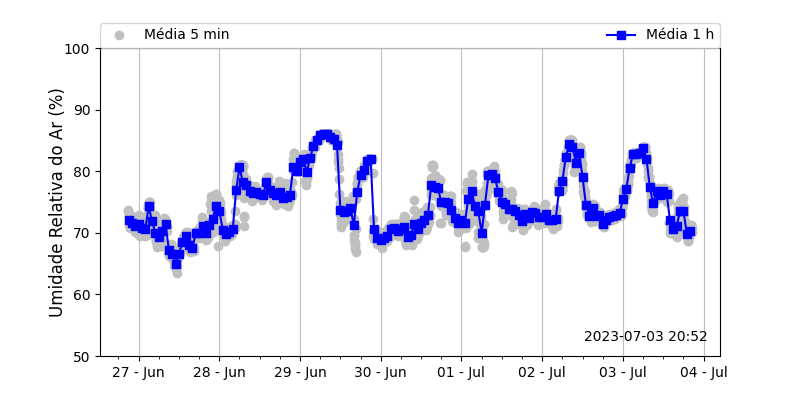 Média 5 min
Média 1 h
Umidade Relativa do Ar (%)
100
90
80
70
60
50
2023-07-03 20:52
27 - Jun
28 - Jun
29 - Jun
30 - Jun
01 - Jul
02 - Jul
03 - Jul
04 - Jul